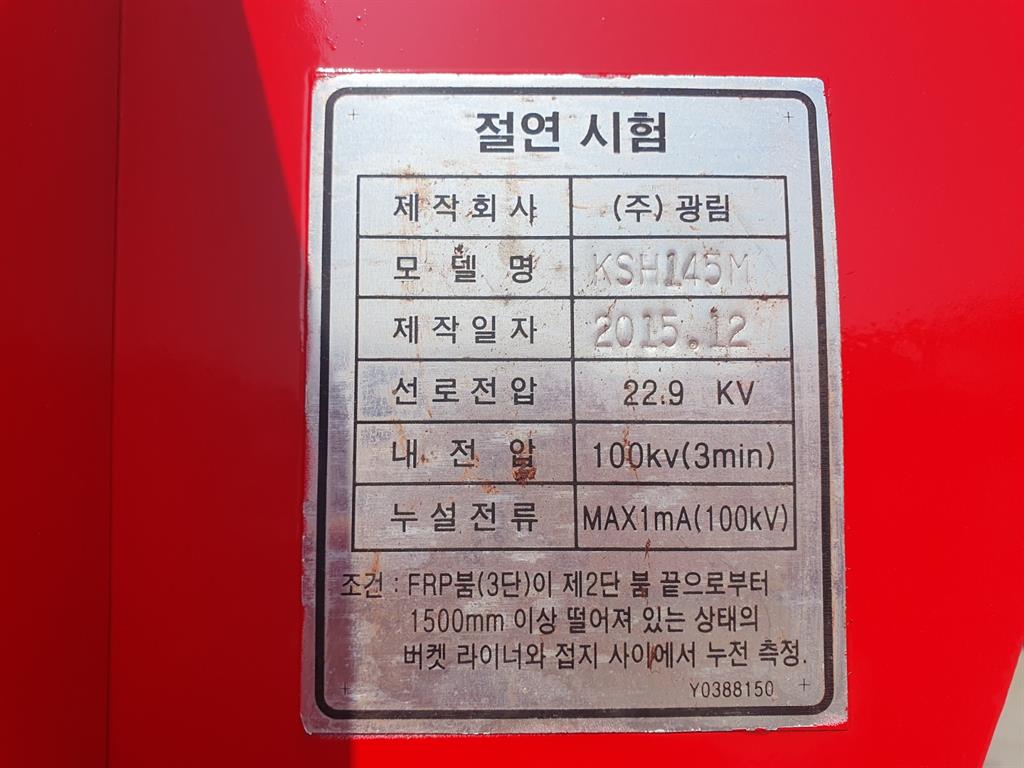 절연 시험
제작회사 (주) 광림
모델명 KSH145M
제작일자 2015.12
선로전압 22.9 KV
내전압 100kv(3min)
누설전류 MAX1mA(100kV)
조건 : FRP붐(3단)이 제2단 붐 끝으로부터
1500mm 이상 떨어져 있는 상태의
버켓 라이너와 접지 사이에서 누전 측정.
Y0388150